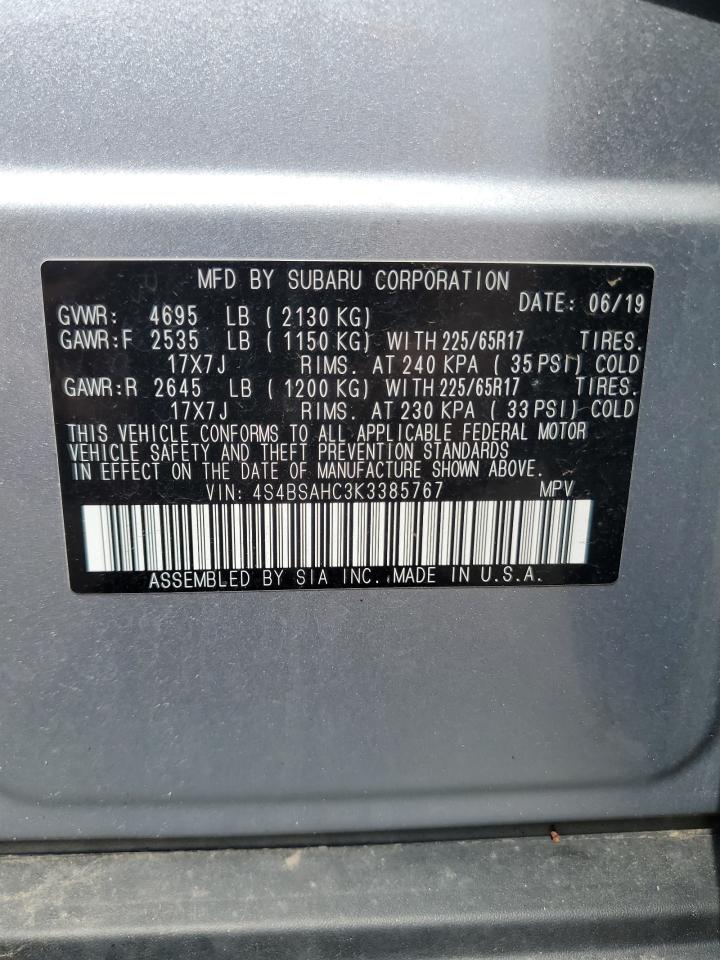 MFD BY SUBARU CORPORATION
DATE: 06/19
GVWR: 4695 LB ( 2130 KG)
GAWR:F 2535 LB ( 1150 KG) WITH 225/65R17 TIRES.
17X7J RIMS. AT 240 KPA ( 35 PSI) COLD
GAWR:R 2645 LB ( 1200 KG) WITH 225/65R17 TIRES.
17X7J RIMS. AT 230 KPA ( 33 PSI) COLD
THIS VEHICLE CONFORMS TO ALL APPLICABLE FEDERAL MOTOR
VEHICLE SAFETY AND THEFT PREVENTION STANDARDS
IN EFFECT ON THE DATE OF MANUFACTURE SHOWN ABOVE.
VIN: 4S4BSAHC3K3385767 MPV
ASSEMBLED BY SIA INC. MADE IN U.S.A.